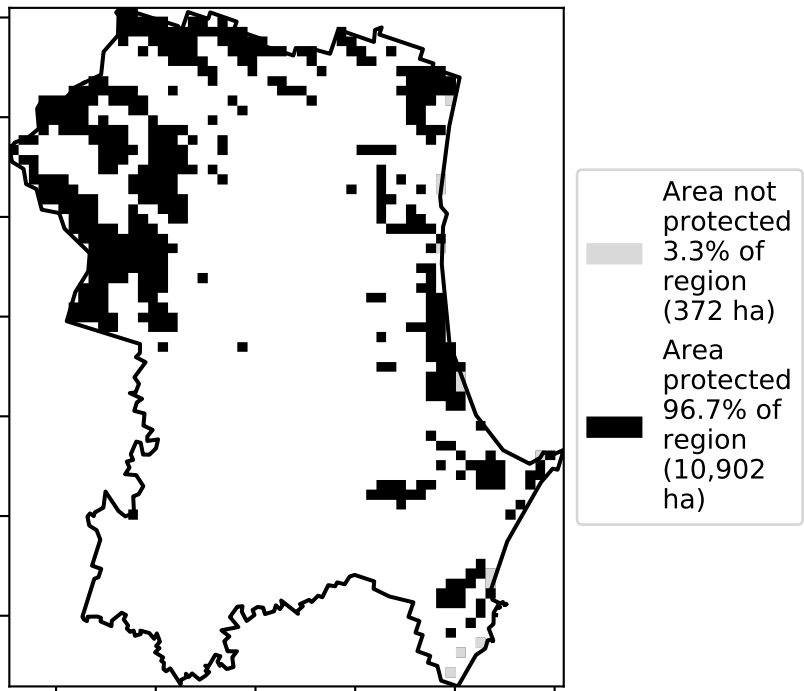 Area not
protected
3.3% of
region
(372 ha)
Area
protected
96.7% of
region
(10,902
ha)